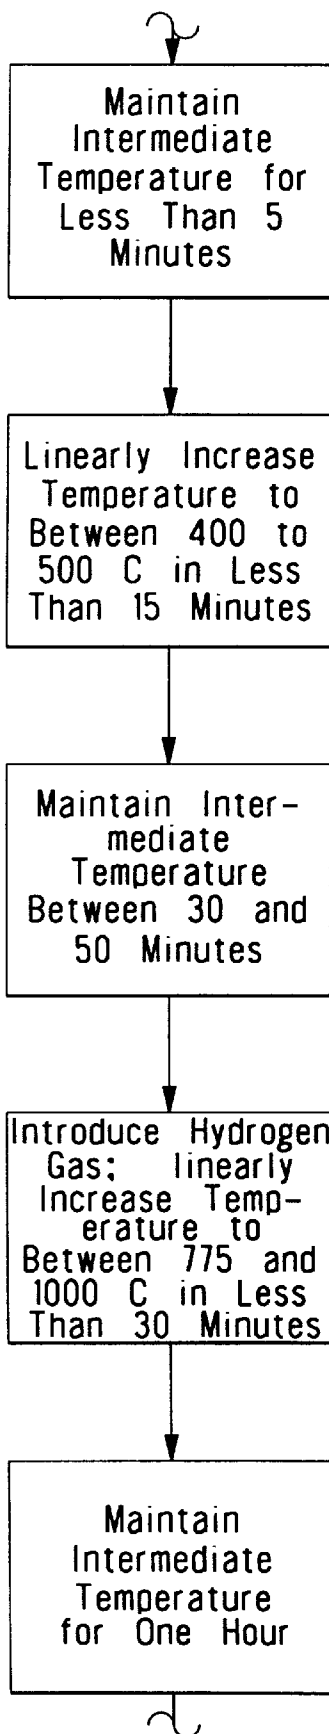 Maintain
Intermediate
Temperature for
Less Than 5
Minutes
Linearly Increase
Temperature to
Between 400 to
500 C in Less
Than 15 Minutes
Maintain Inter-
mediate
Temperature
Between 30 and
50 Minutes
Introduce Hydrogen
Gas; linearly
Increase Temp-
erature to
Between 775 and
1000 C in Less
Than 30 Minutes
Maintain
Intermediate
Temperature
for One Hour